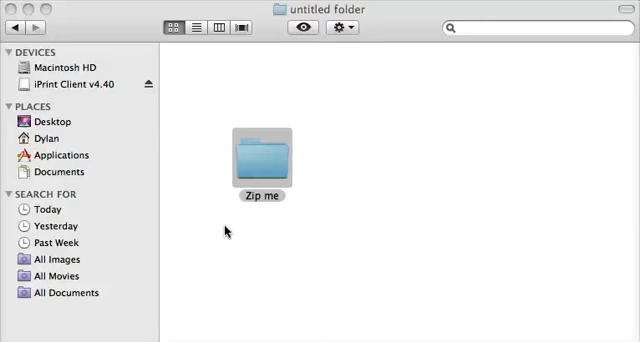 untitled folder
DEVICES
Macintosh HD
iPrint Client v4.40
PLACES
Desktop
Dylan
Applications
Documents
SEARCH FOR
Today
Yesterday
Past Week
All Images
All Movies
All Documents
Zip me